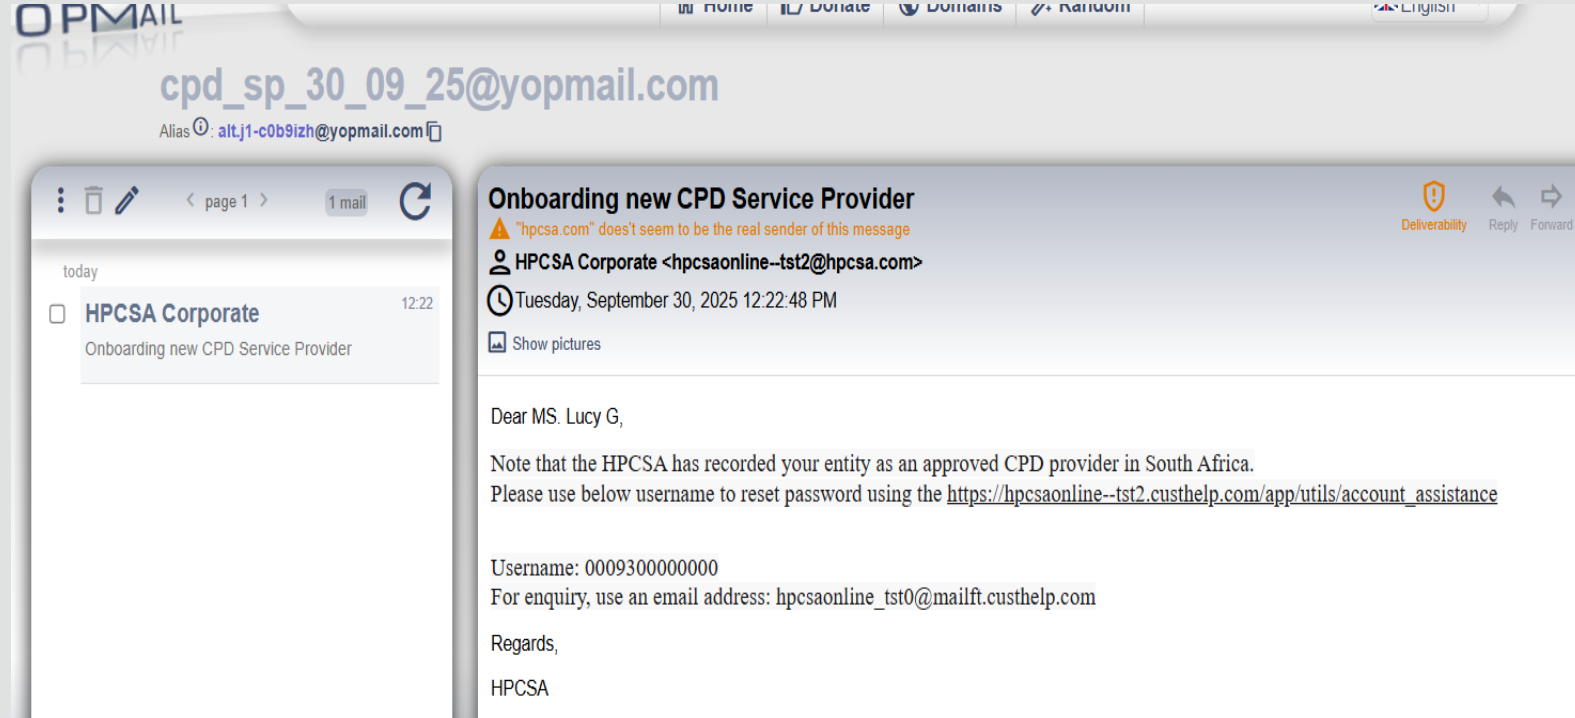 OPMAIL
Home Donate Domains Random English
cpd_sp_30_09_25@yopmail.com
Alias : alt.j1-c0b9izh@yopmail.com
< page 1 > 1 mail
today
HPCSA Corporate 12:22
Onboarding new CPD Service Provider
Onboarding new CPD Service Provider
"hpcsa.com" does't seem to be the real sender of this message
Deliverability Reply Forward
HPCSA Corporate <hpcsaonline--tst2@hpcsa.com>
Tuesday, September 30, 2025 12:22:48 PM
Show pictures
Dear MS. Lucy G,
Note that the HPCSA has recorded your entity as an approved CPD provider in South Africa.
Please use below username to reset password using the https://hpcsaonline--tst2.custhelp.com/app/utils/account_assistance
Username: 0009300000000
For enquiry, use an email address: hpcsaonline_tst0@mailft.custhelp.com
Regards,
HPCSA